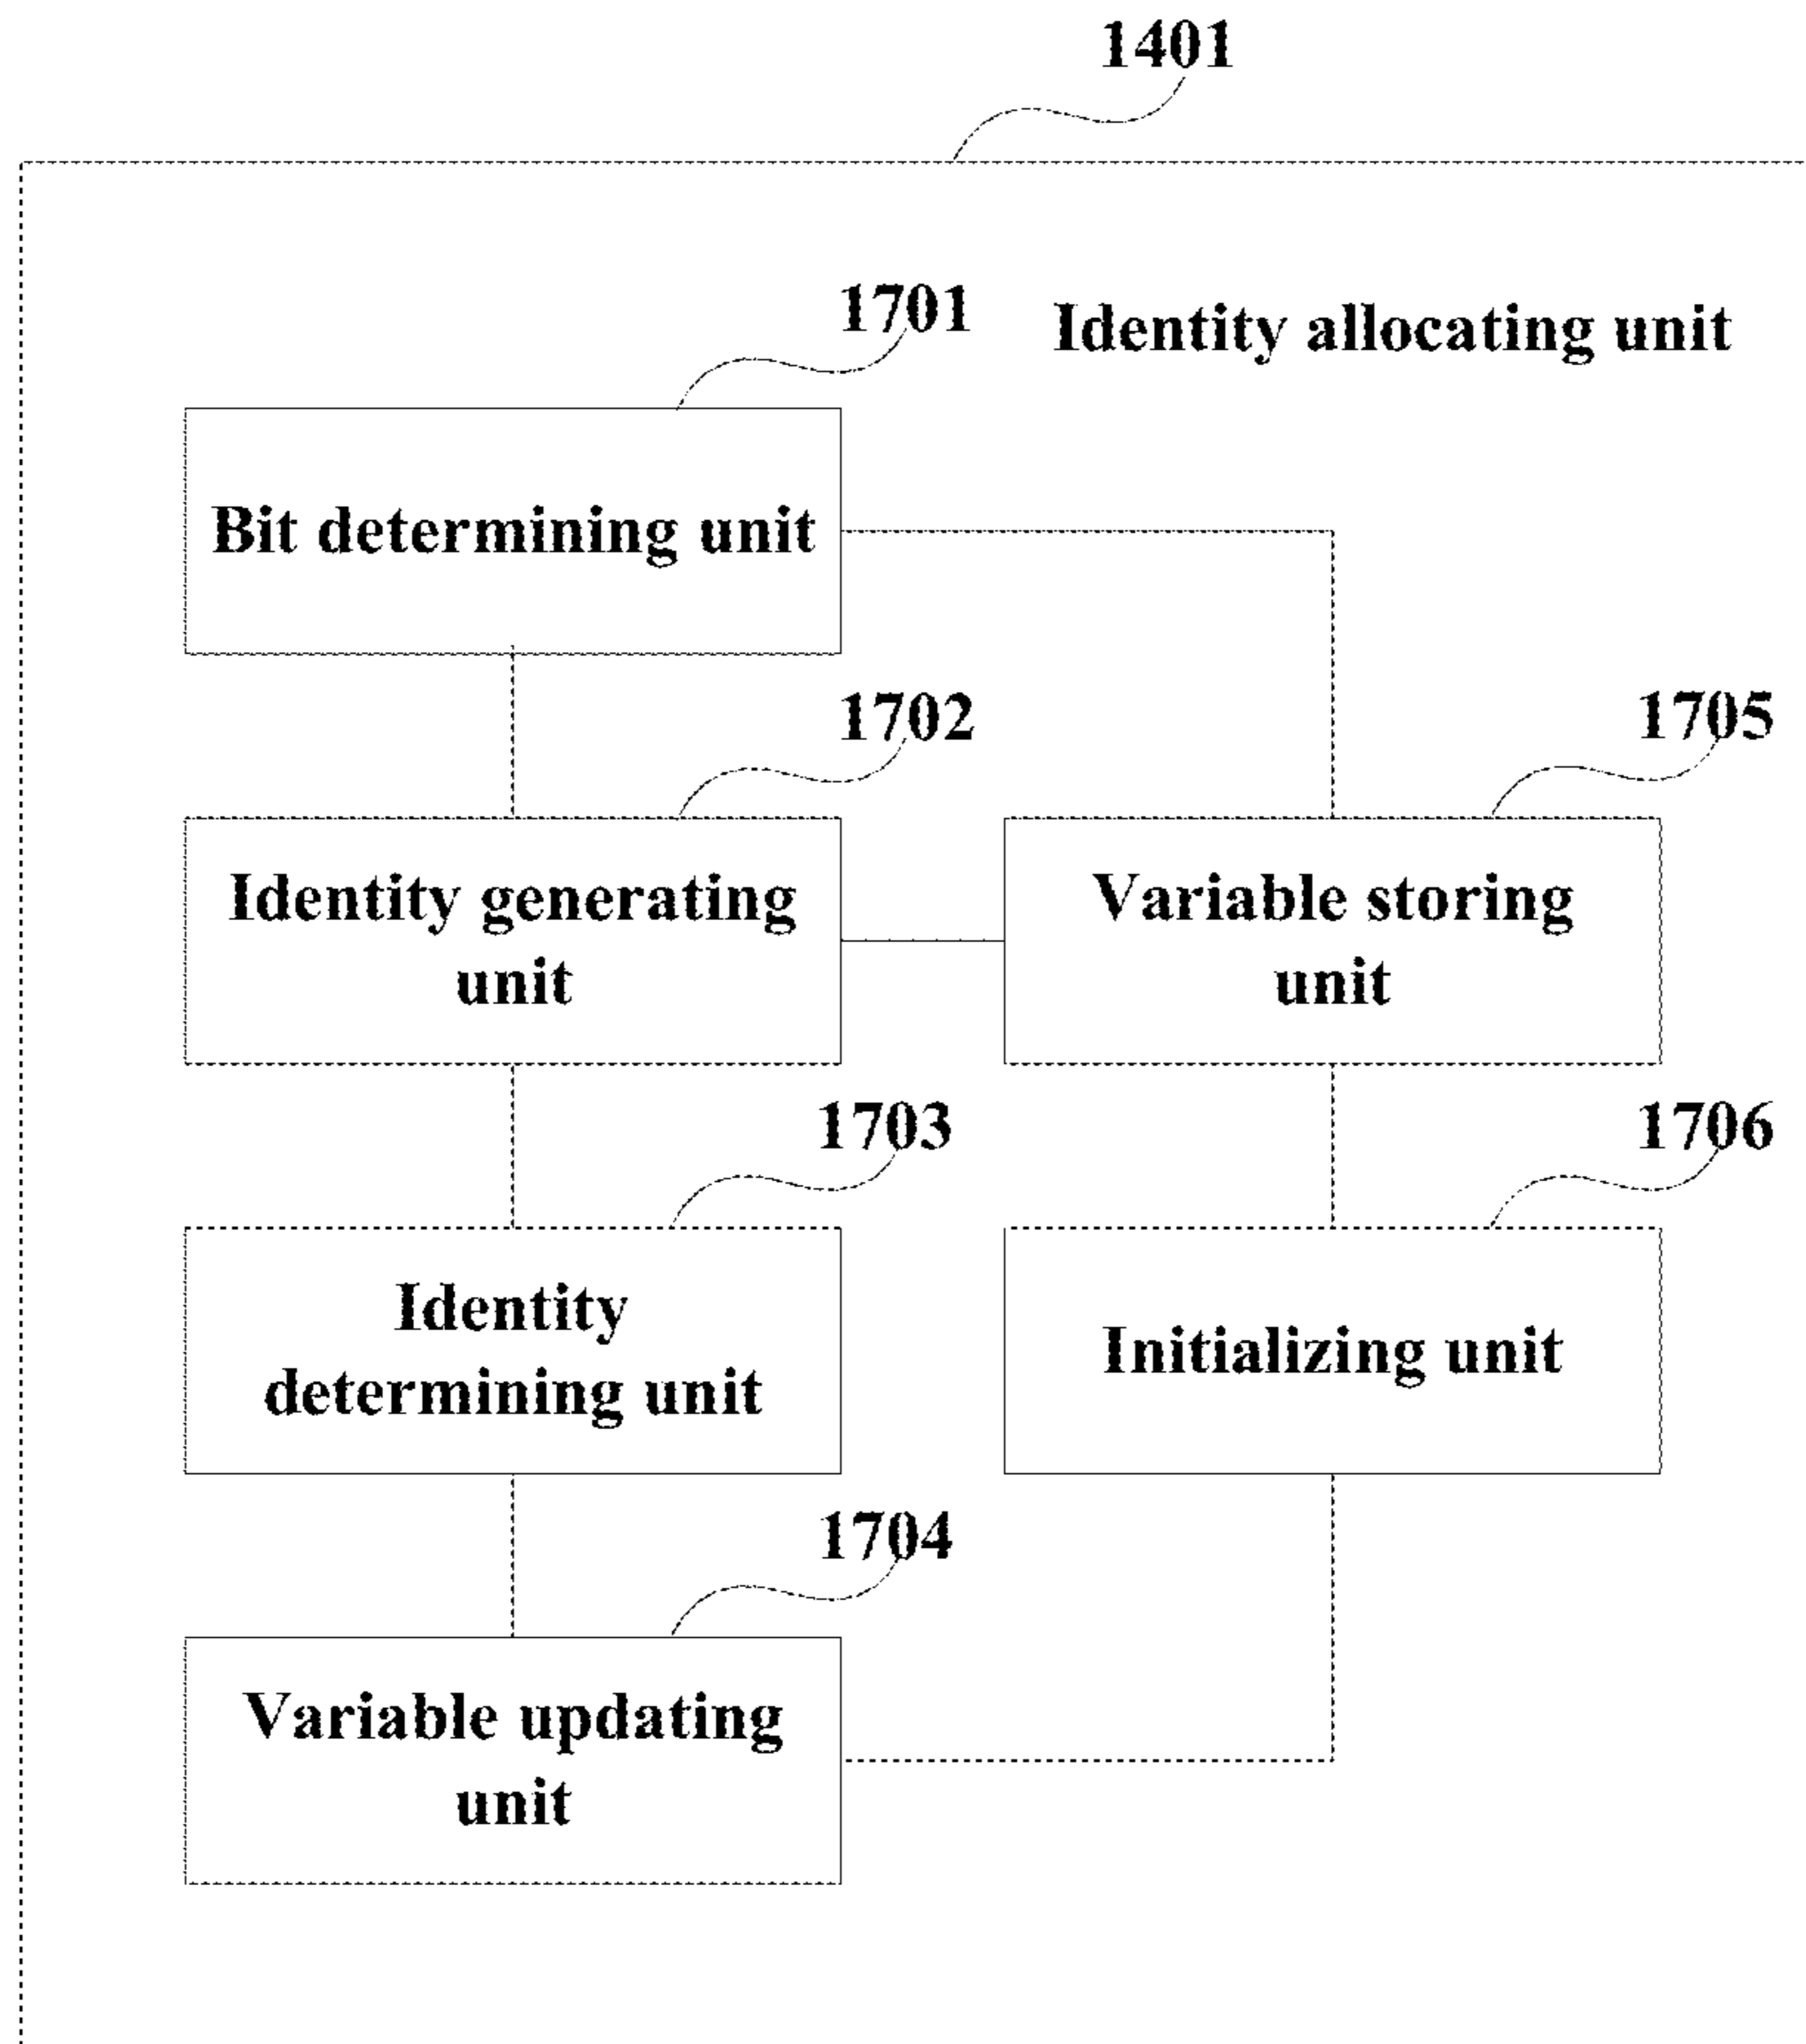 1401
1701
Identity allocating unit
Bit determining unit
1702
1705
Identity generating
unit
Variable storing
unit
1703
1706
Identity
determining unit
Initializing unit
1704
Variable updating
unit